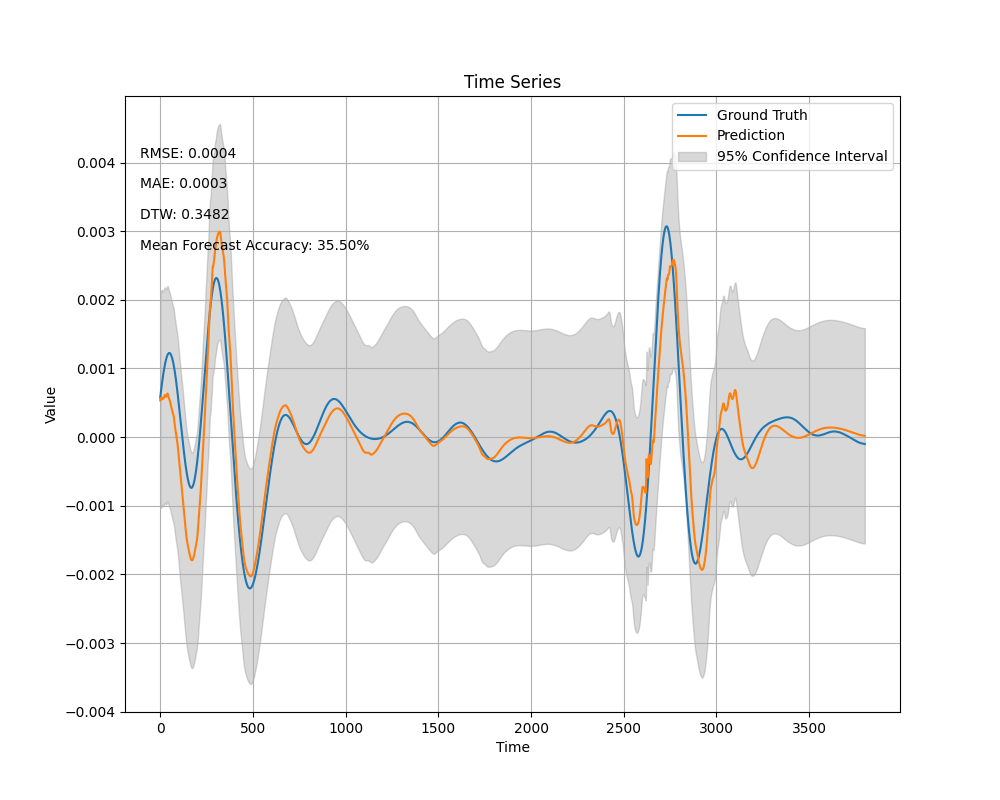 Time Series
Ground Truth
Prediction
95% Confidence Interval
RMSE: 0.0004
MAE: 0.0003
DTW: 0.3482
Mean Forecast Accuracy: 35.50%
0.004
0.003
0.002
0.001
0.000
−0.001
−0.002
−0.003
−0.004
Value
0 500 1000 1500 2000 2500 3000 3500
Time